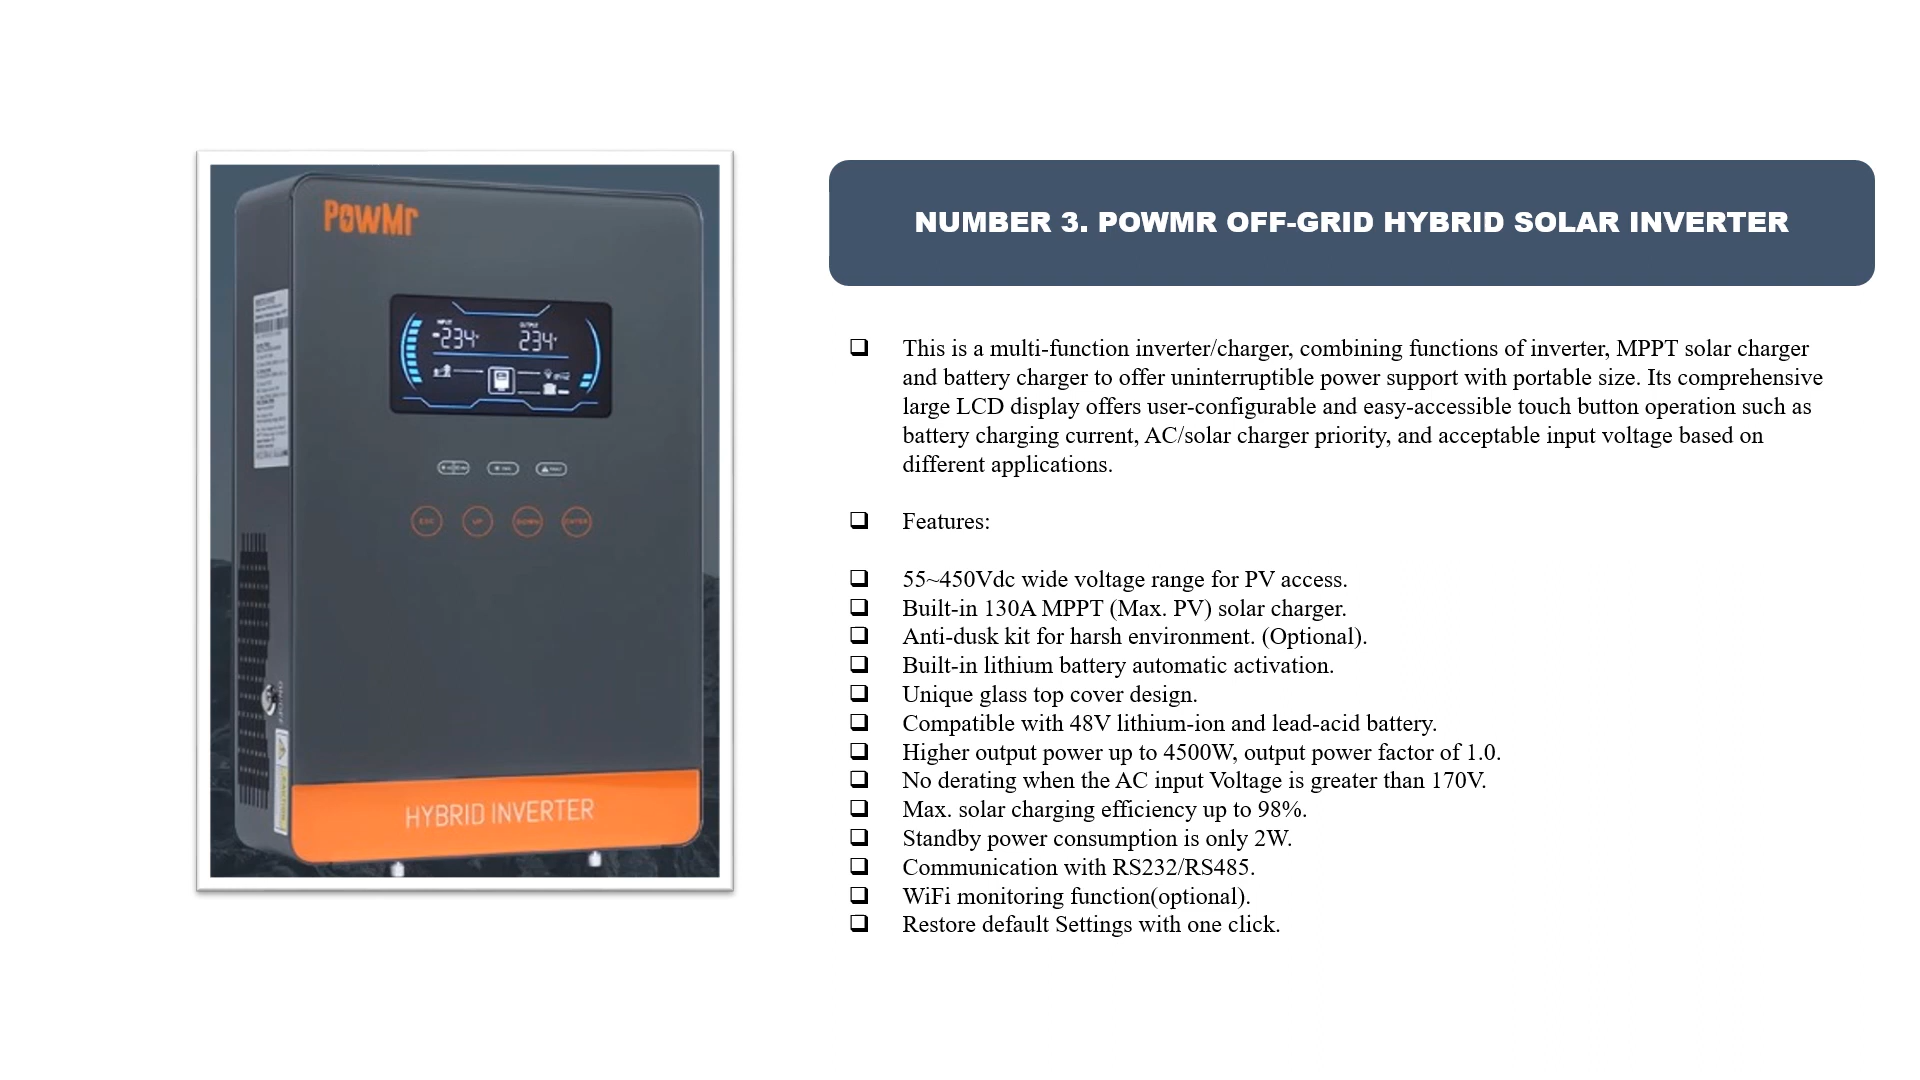 PowMr
INPUT
OUTPUT
234
234
ESC
UP
DOWN
ENTER
ON/OFF
HYBRID INVERTER
NUMBER 3. POWMR OFF-GRID HYBRID SOLAR INVERTER
This is a multi-function inverter/charger, combining functions of inverter, MPPT solar charger
and battery charger to offer uninterruptible power support with portable size. Its comprehensive
large LCD display offers user-configurable and easy-accessible touch button operation such as
battery charging current, AC/solar charger priority, and acceptable input voltage based on
different applications.
Features:
55~450Vdc wide voltage range for PV access.
Built-in 130A MPPT (Max. PV) solar charger.
Anti-dusk kit for harsh environment. (Optional).
Built-in lithium battery automatic activation.
Unique glass top cover design.
Compatible with 48V lithium-ion and lead-acid battery.
Higher output power up to 4500W, output power factor of 1.0.
No derating when the AC input Voltage is greater than 170V.
Max. solar charging efficiency up to 98%.
Standby power consumption is only 2W.
Communication with RS232/RS485.
WiFi monitoring function(optional).
Restore default Settings with one click.